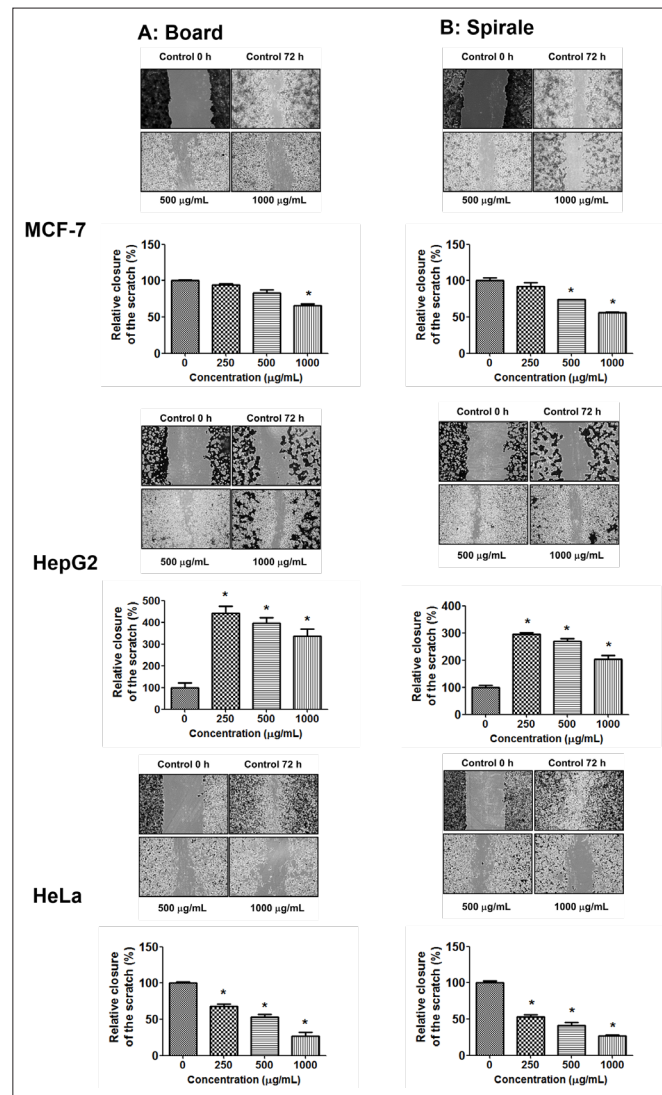 A: Board
B: Spirale
Control 0 h
Control 72 h
Control 0 h
Control 72 h
500 µg/mL
1000 µg/mL
500 µg/mL
1000 µg/mL
MCF-7
Relative closure
of the scratch (%)
150
100
50
0
*
0
250
500
1000
Concentration (µg/mL)
Relative closure
of the scratch (%)
150
100
50
0
*
*
0
250
500
1000
Concentration (µg/mL)
Control 0 h
Control 72 h
Control 0 h
Control 72 h
500 µg/mL
1000 µg/mL
500 µg/mL
1000 µg/mL
HepG2
Relative closure
of the scratch (%)
500
400
300
200
100
0
*
*
*
0
250
500
1000
Concentration (µg/mL)
Relative closure
of the scratch (%)
400
300
200
100
0
*
*
*
0
250
500
1000
Concentration (µg/mL)
Control 0 h
Control 72 h
Control 0 h
Control 72 h
500 µg/mL
1000 µg/mL
500 µg/mL
1000 µg/mL
HeLa
Relative closure
of the scratch (%)
150
100
50
0
*
*
*
0
250
500
1000
Concentration (µg/mL)
Relative closure
of the scratch (%)
150
100
50
0
*
*
*
0
250
500
1000
Concentration (µg/mL)